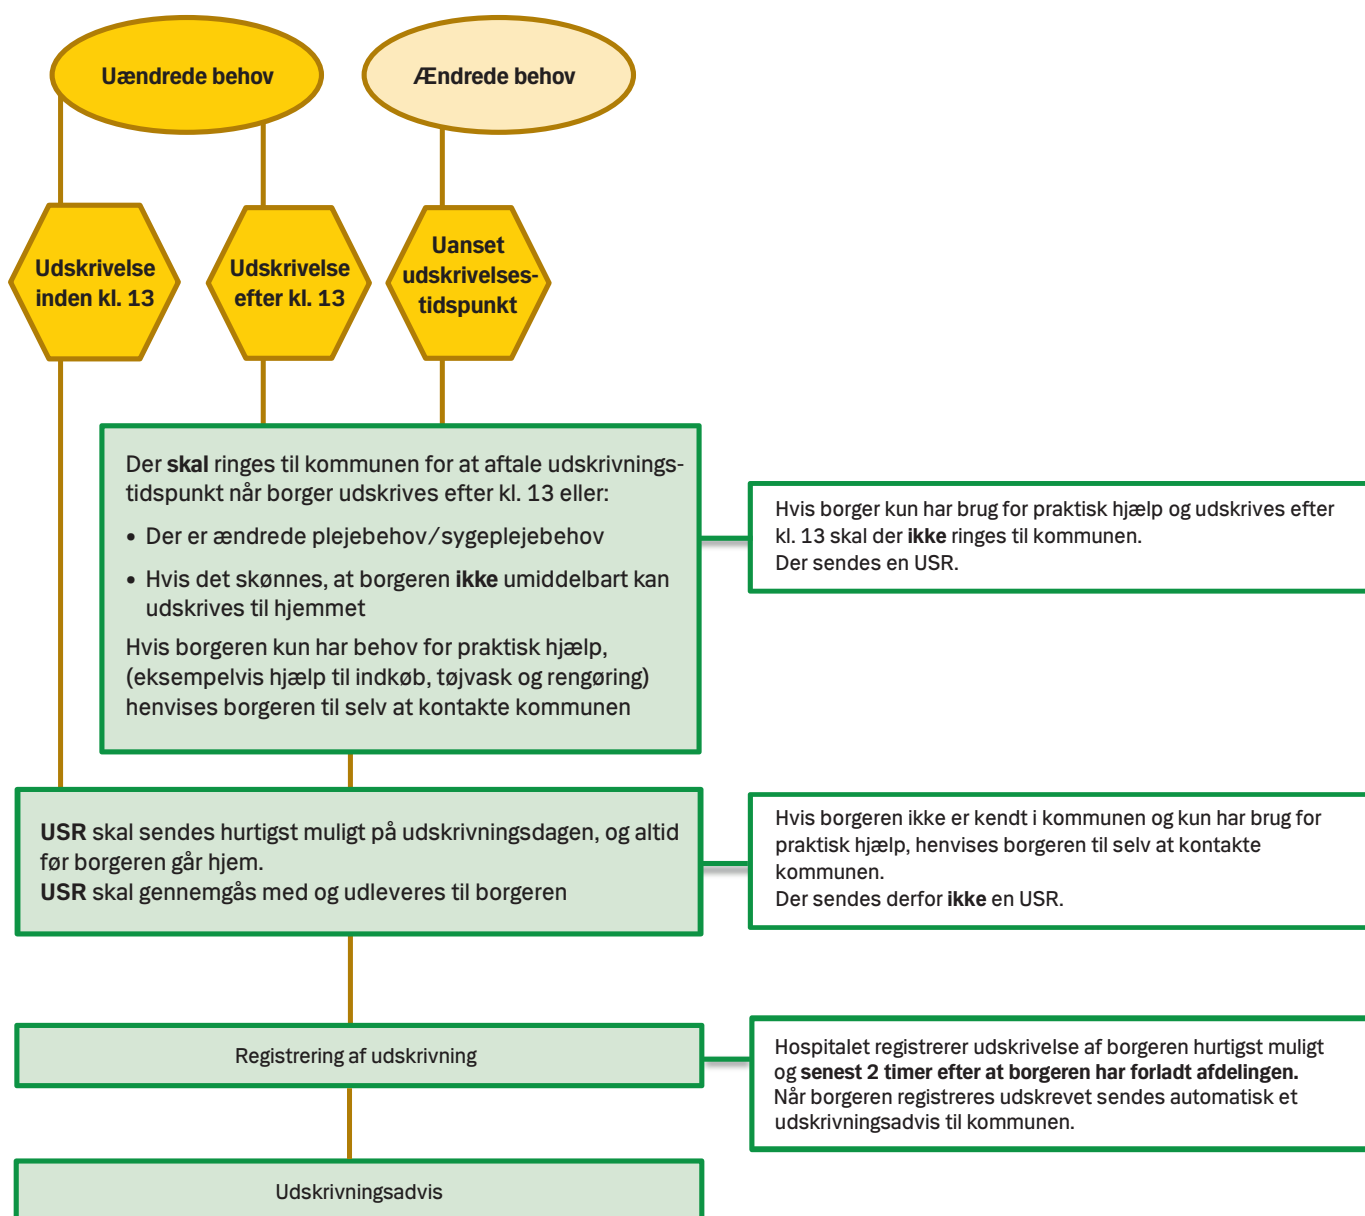 Uændrede behov
Ændrede behov
Udskrivelse
inden kl. 13
Udskrivelse
efter kl. 13
Uanset
udskrivelses-
tidspunkt
Der skal ringes til kommunen for at aftale udskrivnings-
tidspunkt når borger udskrives efter kl. 13 eller:
• Der er ændrede plejebehov/sygeplejebehov
• Hvis det skønnes, at borgeren ikke umiddelbart kan
udskrives til hjemmet
Hvis borgeren kun har behov for praktisk hjælp,
(eksempelvis hjælp til indkøb, tøjvask og rengøring)
henvises borgeren til selv at kontakte kommunen
Hvis borger kun har brug for praktisk hjælp og udskrives efter
kl. 13 skal der ikke ringes til kommunen.
Der sendes en USR.
USR skal sendes hurtigst muligt på udskrivningsdagen, og altid
før borgeren går hjem.
USR skal gennemgås med og udleveres til borgeren
Hvis borgeren ikke er kendt i kommunen og kun har brug for
praktisk hjælp, henvises borgeren til selv at kontakte
kommunen.
Der sendes derfor ikke en USR.
Registrering af udskrivning
Hospitalet registrerer udskrivelse af borgeren hurtigst muligt
og senest 2 timer efter at borgeren har forladt afdelingen.
Når borgeren registreres udskrevet sendes automatisk et
udskrivningsadvis til kommunen.
Udskrivningsadvis